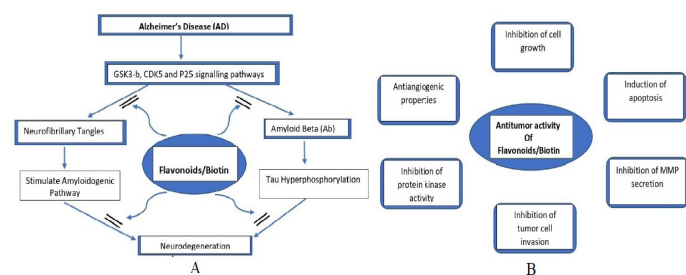 Alzheimer's Disease (AD)
GSK3-b, CDK5 and P25 signalling pathways
Neurofibrillary Tangles
Amyloid Beta (Ab)
Flavonoids/Biotin
Stimulate Amyloidogenic
Pathway
Tau Hyperphosphorylation
Neurodegeneration
A
Inhibition of cell
growth
Antiangiogenic
properties
Induction of
apoptosis
Antitumor activity
Of
Flavonoids/Biotin
Inhibition of
protein kinase
activity
Inhibition of MMP
secretion
Inhibition of
tumor cell
invasion
B